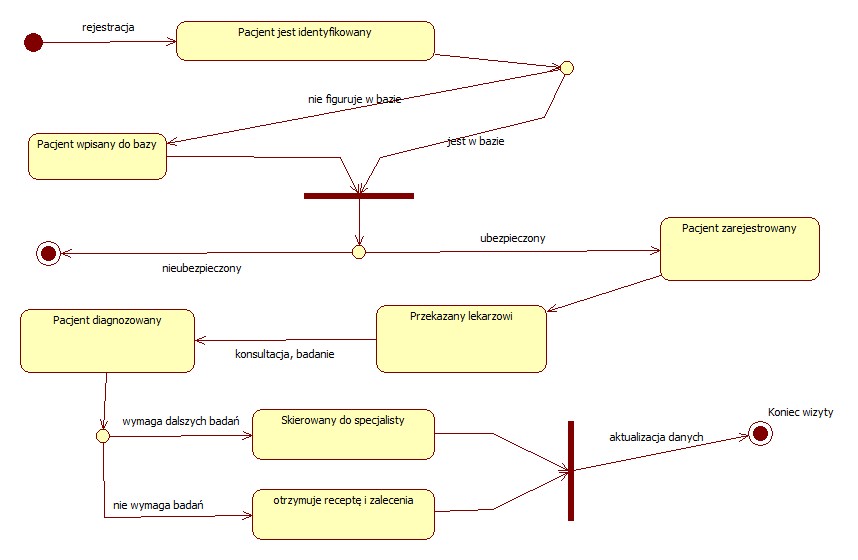 rejestracja
Pacjent jest identyfikowany
nie figuruje w bazie
Pacjent wpisany do bazy
jest w bazie
ubezpieczony
Pacjent zarejestrowany
nieubezpieczony
Pacjent diagnozowany
Przekazany lekarzowi
konsultacja, badanie
wymaga dalszych badań
Skierowany do specjalisty
Koniec wizyty
aktualizacja danych
nie wymaga badań
otrzymuje receptę i zalecenia